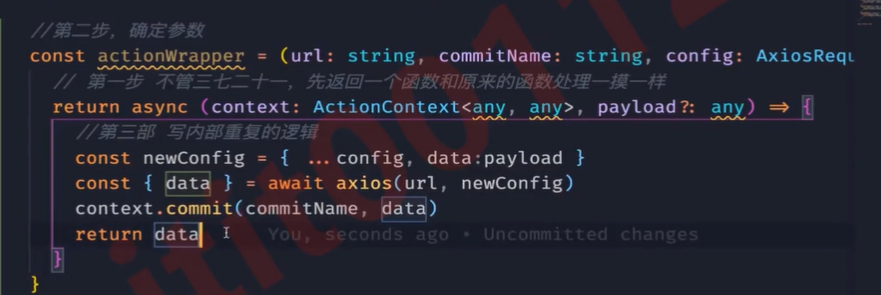 //第二步，确定参数
const actionWrapper = (url: string, commitName: string, config: AxiosRequ
// 第一步 不管三七二十一，先返回一个函数和原来的函数处理一摸一样
return async (context: ActionContext<any, any>, payload?: any) => {
//第三部 写内部重复的逻辑
const newConfig = { ...config, data:payload }
const { data } = await axios(url, newConfig)
context.commit(commitName, data)
return data You, seconds ago • Uncommitted changes
}
}